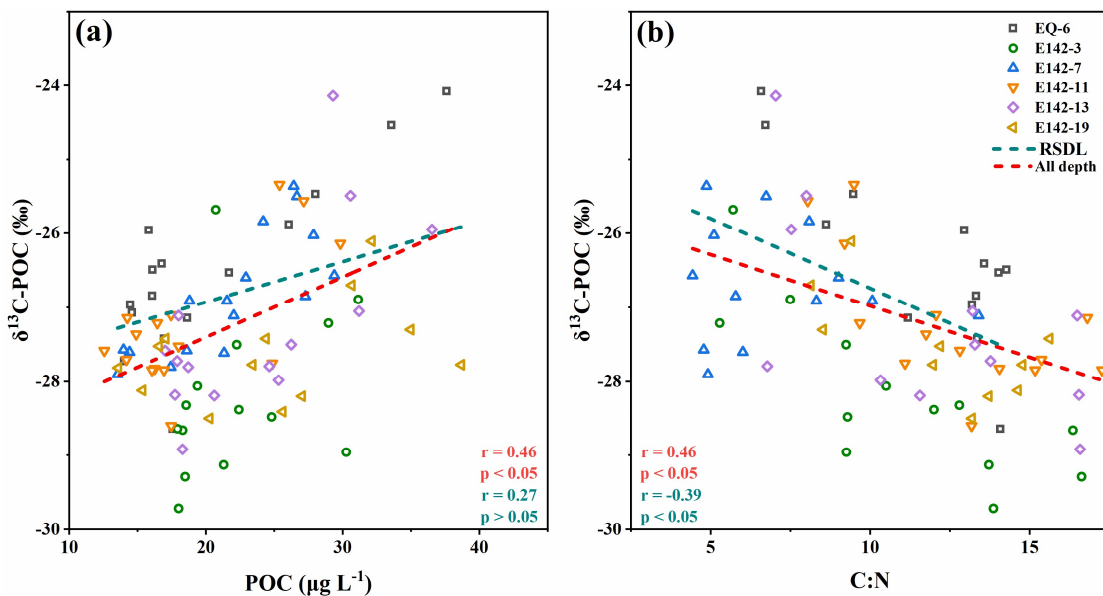 (a)
-24
-26
-28
-30
δ¹³C-POC (‰)
10
20
30
40
POC (μg L⁻¹)
r = 0.46
p < 0.05
r = 0.27
p > 0.05
(b)
EQ-6
E142-3
E142-7
E142-11
E142-13
E142-19
RSDL
All depth
-24
-26
-28
-30
δ¹³C-POC (‰)
r = 0.46
p < 0.05
r = -0.39
p < 0.05
5
10
15
C:N